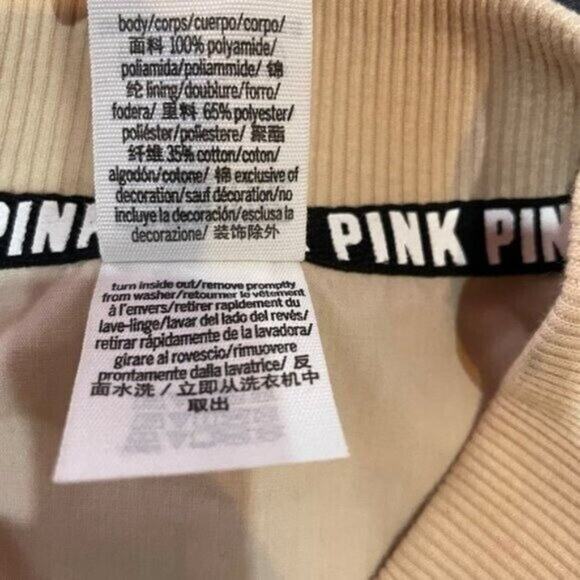 body/corps/cuerpo/corpo/
面料 100% polyamide/
poliamida/poliammide/ 锦
纶 lining/doublure/forro/
fodera/ 里料 65% polyester/
poliéster/poliestere/ 聚酯
纤维 35% cotton/coton/
algodón/cotone/ 棉 exclusive of
decoration/sauf décoration/no
incluye la decoración/esclusa la
decorazione/ 装饰除外
PINK PINK PIN
turn inside out/remove promptly
from washer/retourner le vêtement
à l'envers/retirer rapidement du
lave-linge/lavar del lado del revés/
retirar rápidamente de la lavadora/
girare al rovescio/rimuovere
prontamente dalla lavatrice/ 反
面水洗 / 立即从洗衣机中
取出